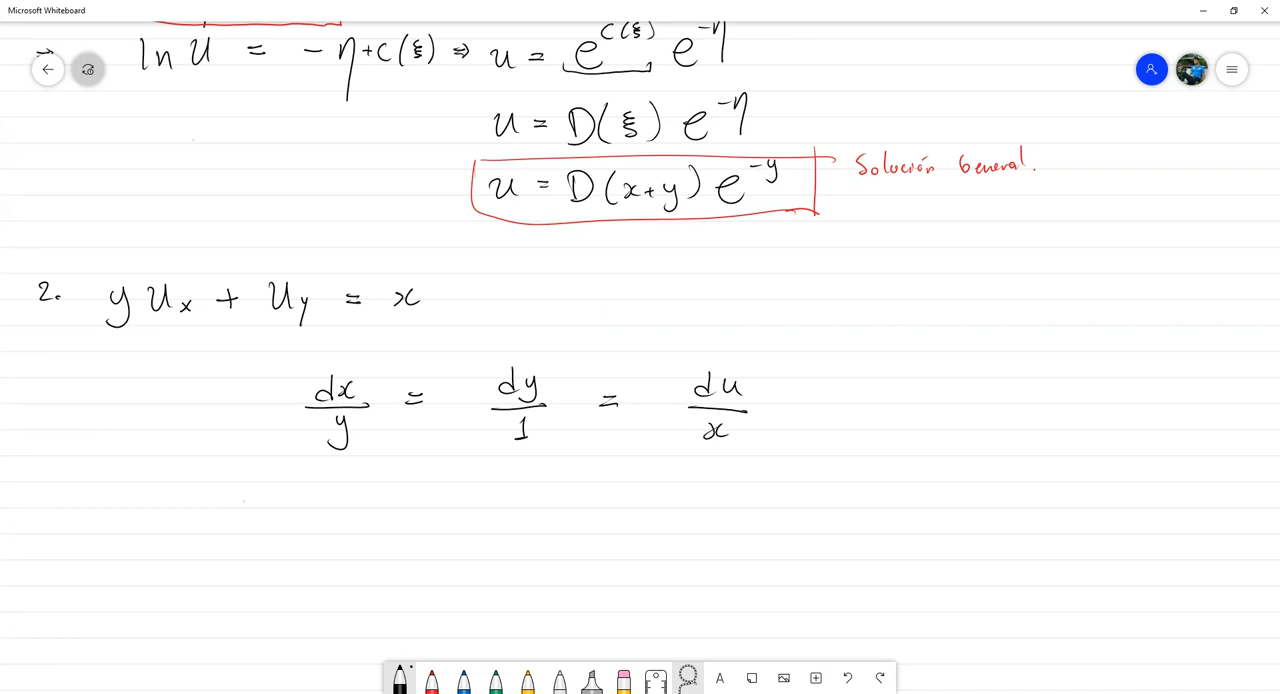 Microsoft Whiteboard
ln u = - η + C(ξ) ⇒ u = e^{C(ξ)} e^{-η}
u = D(ξ) e^{-η}
u = D(x+y) e^{-y} Solución General.
2. y u_x + u_y = x
dx/y = dy/1 = du/x
A